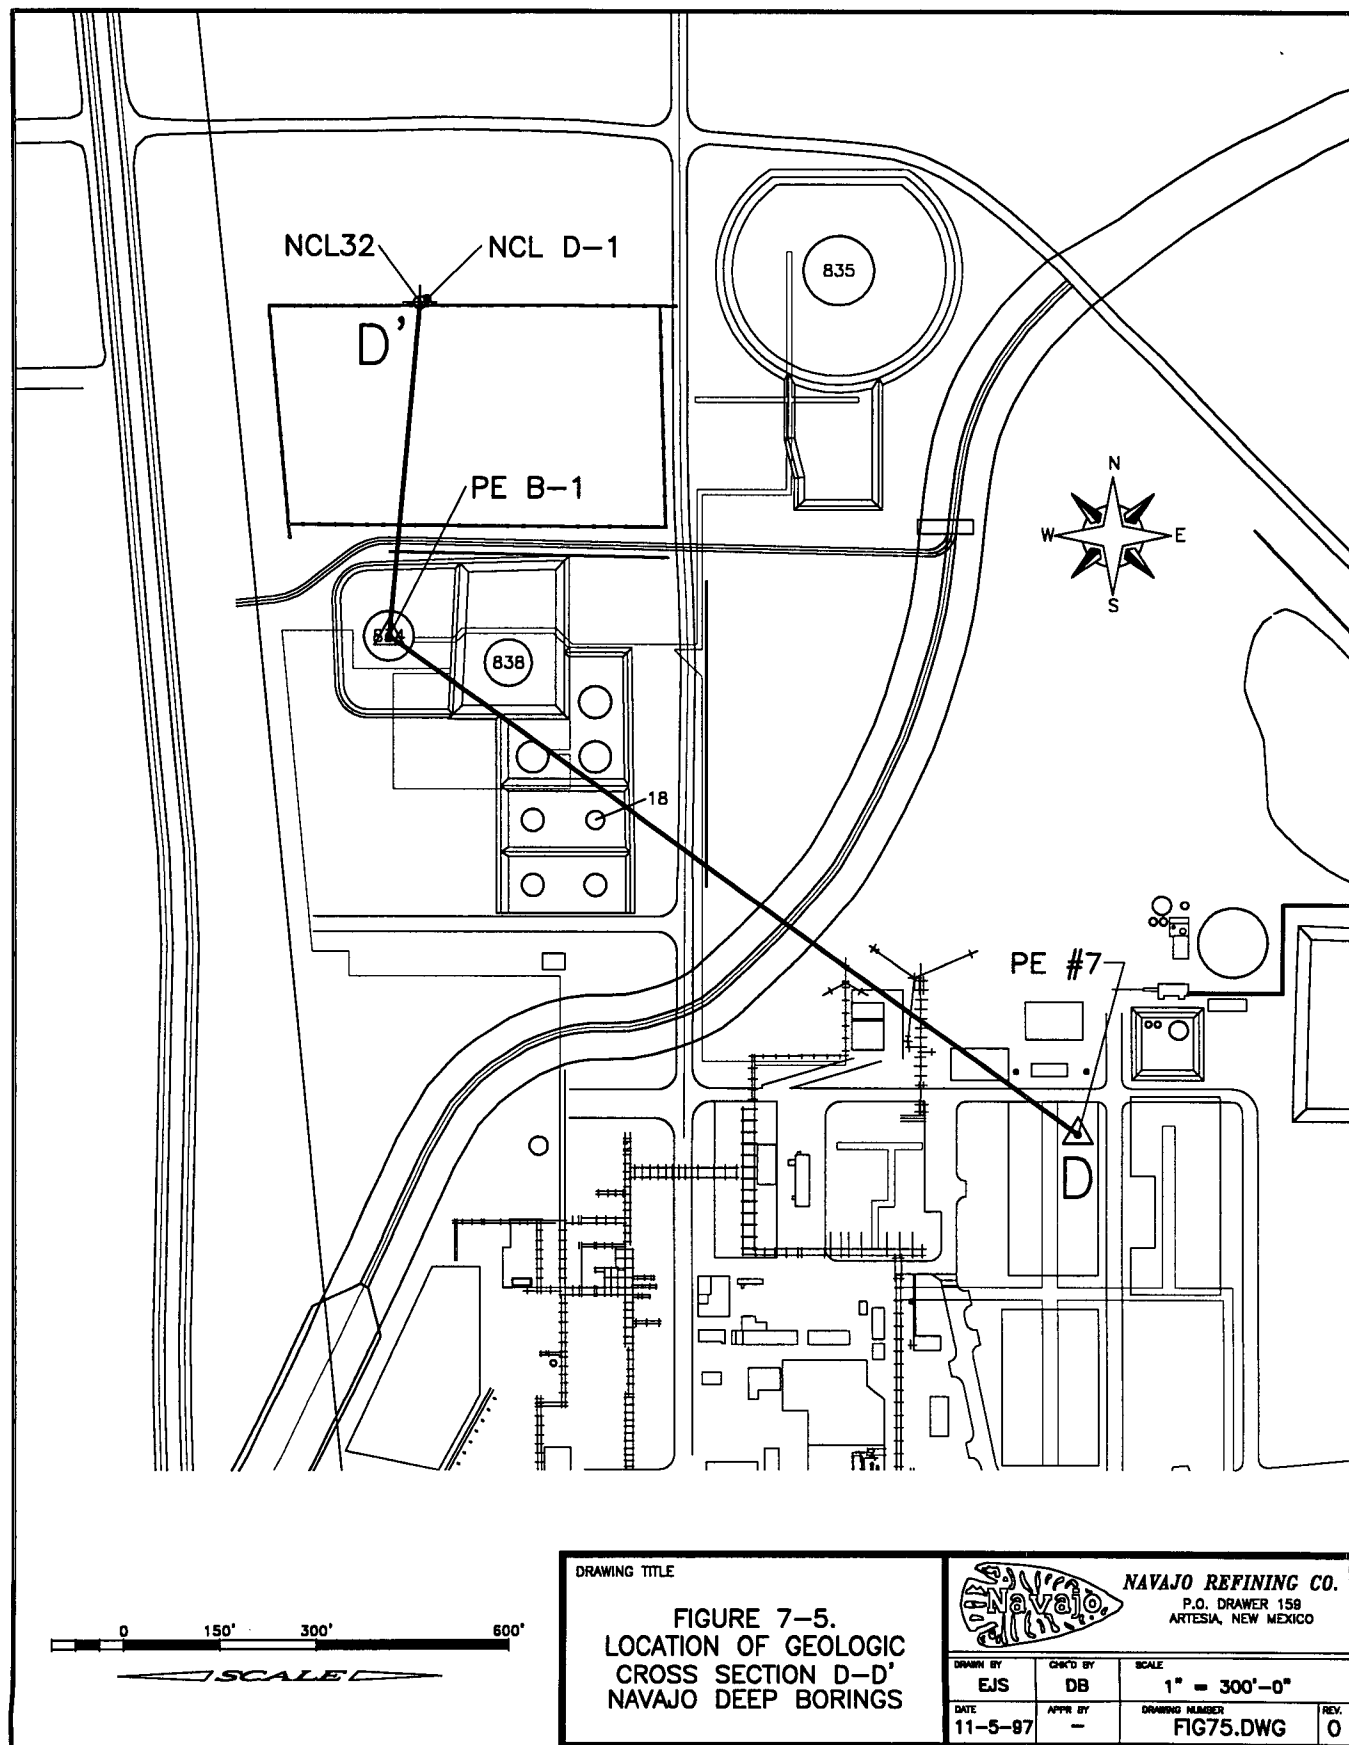 NCL32
NCL D-1
835
D'
PE B-1
N
W
E
S
838
18
PE #7
D
0 150' 300' 600'
SCALE
DRAWING TITLE
FIGURE 7-5.
LOCATION OF GEOLOGIC
CROSS SECTION D-D'
NAVAJO DEEP BORINGS
Navajo
NAVAJO REFINING CO.
P.O. DRAWER 159
ARTESIA, NEW MEXICO
DRAWN BY
EJS
CHK'D BY
DB
SCALE
1" = 300'-0"
DATE
11-5-97
APPR BY
-
DRAWING NUMBER
FIG75.DWG
REV.
0